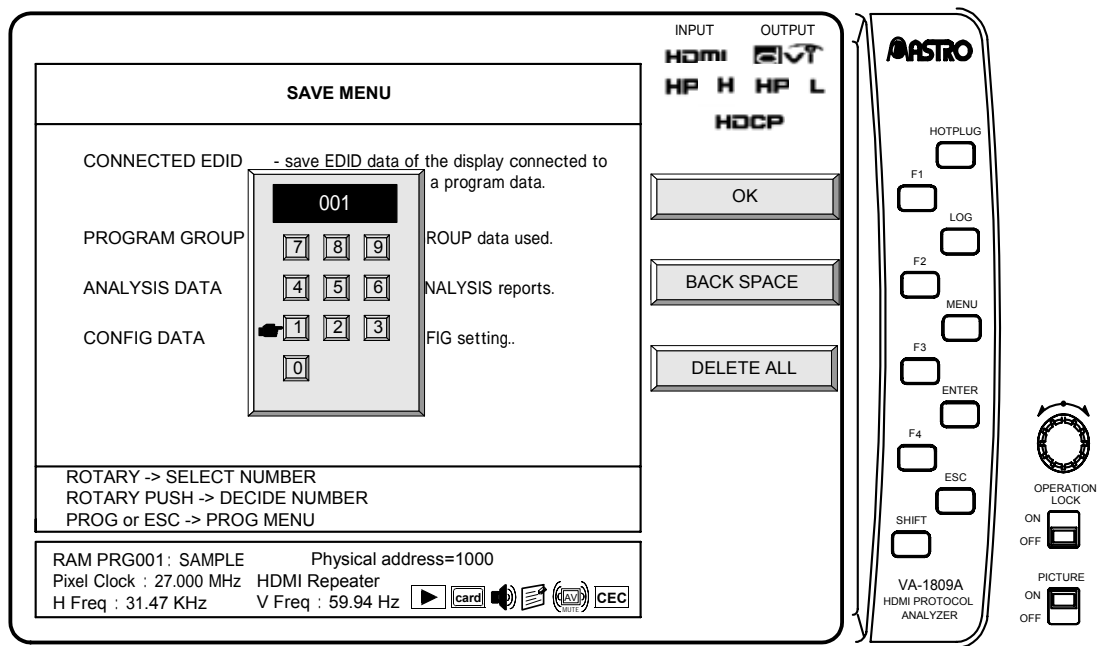 INPUT OUTPUT
HDMI DVI
HP H HP L
HDCP
SAVE MENU
CONNECTED EDID - save EDID data of the display connected to
a program data.
PROGRAM GROUP ROUP data used.
ANALYSIS DATA NALYSIS reports.
CONFIG DATA FIG setting..
001
7 8 9
4 5 6
1 2 3
0
OK
BACK SPACE
DELETE ALL
ROTARY -> SELECT NUMBER
ROTARY PUSH -> DECIDE NUMBER
PROG or ESC -> PROG MENU
RAM PRG001 : SAMPLE Physical address=1000
Pixel Clock : 27.000 MHz HDMI Repeater
H Freq : 31.47 KHz V Freq : 59.94 Hz
card
AV
MUTE
CEC
ASTRO
HOTPLUG
F1
LOG
F2
MENU
F3
ENTER
F4
ESC
SHIFT
VA-1809A
HDMI PROTOCOL
ANALYZER
OPERATION
LOCK
ON
OFF
PICTURE
ON
OFF